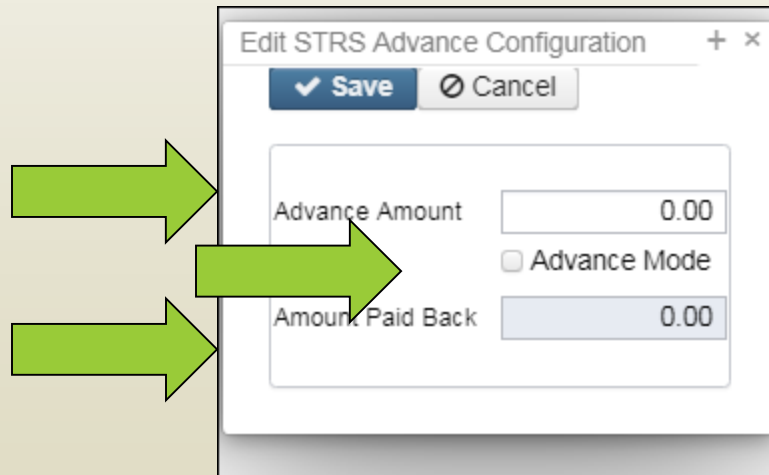 Edit STRS Advance Configuration
Save Cancel
Advance Amount 0.00
Advance Mode
Amount Paid Back 0.00